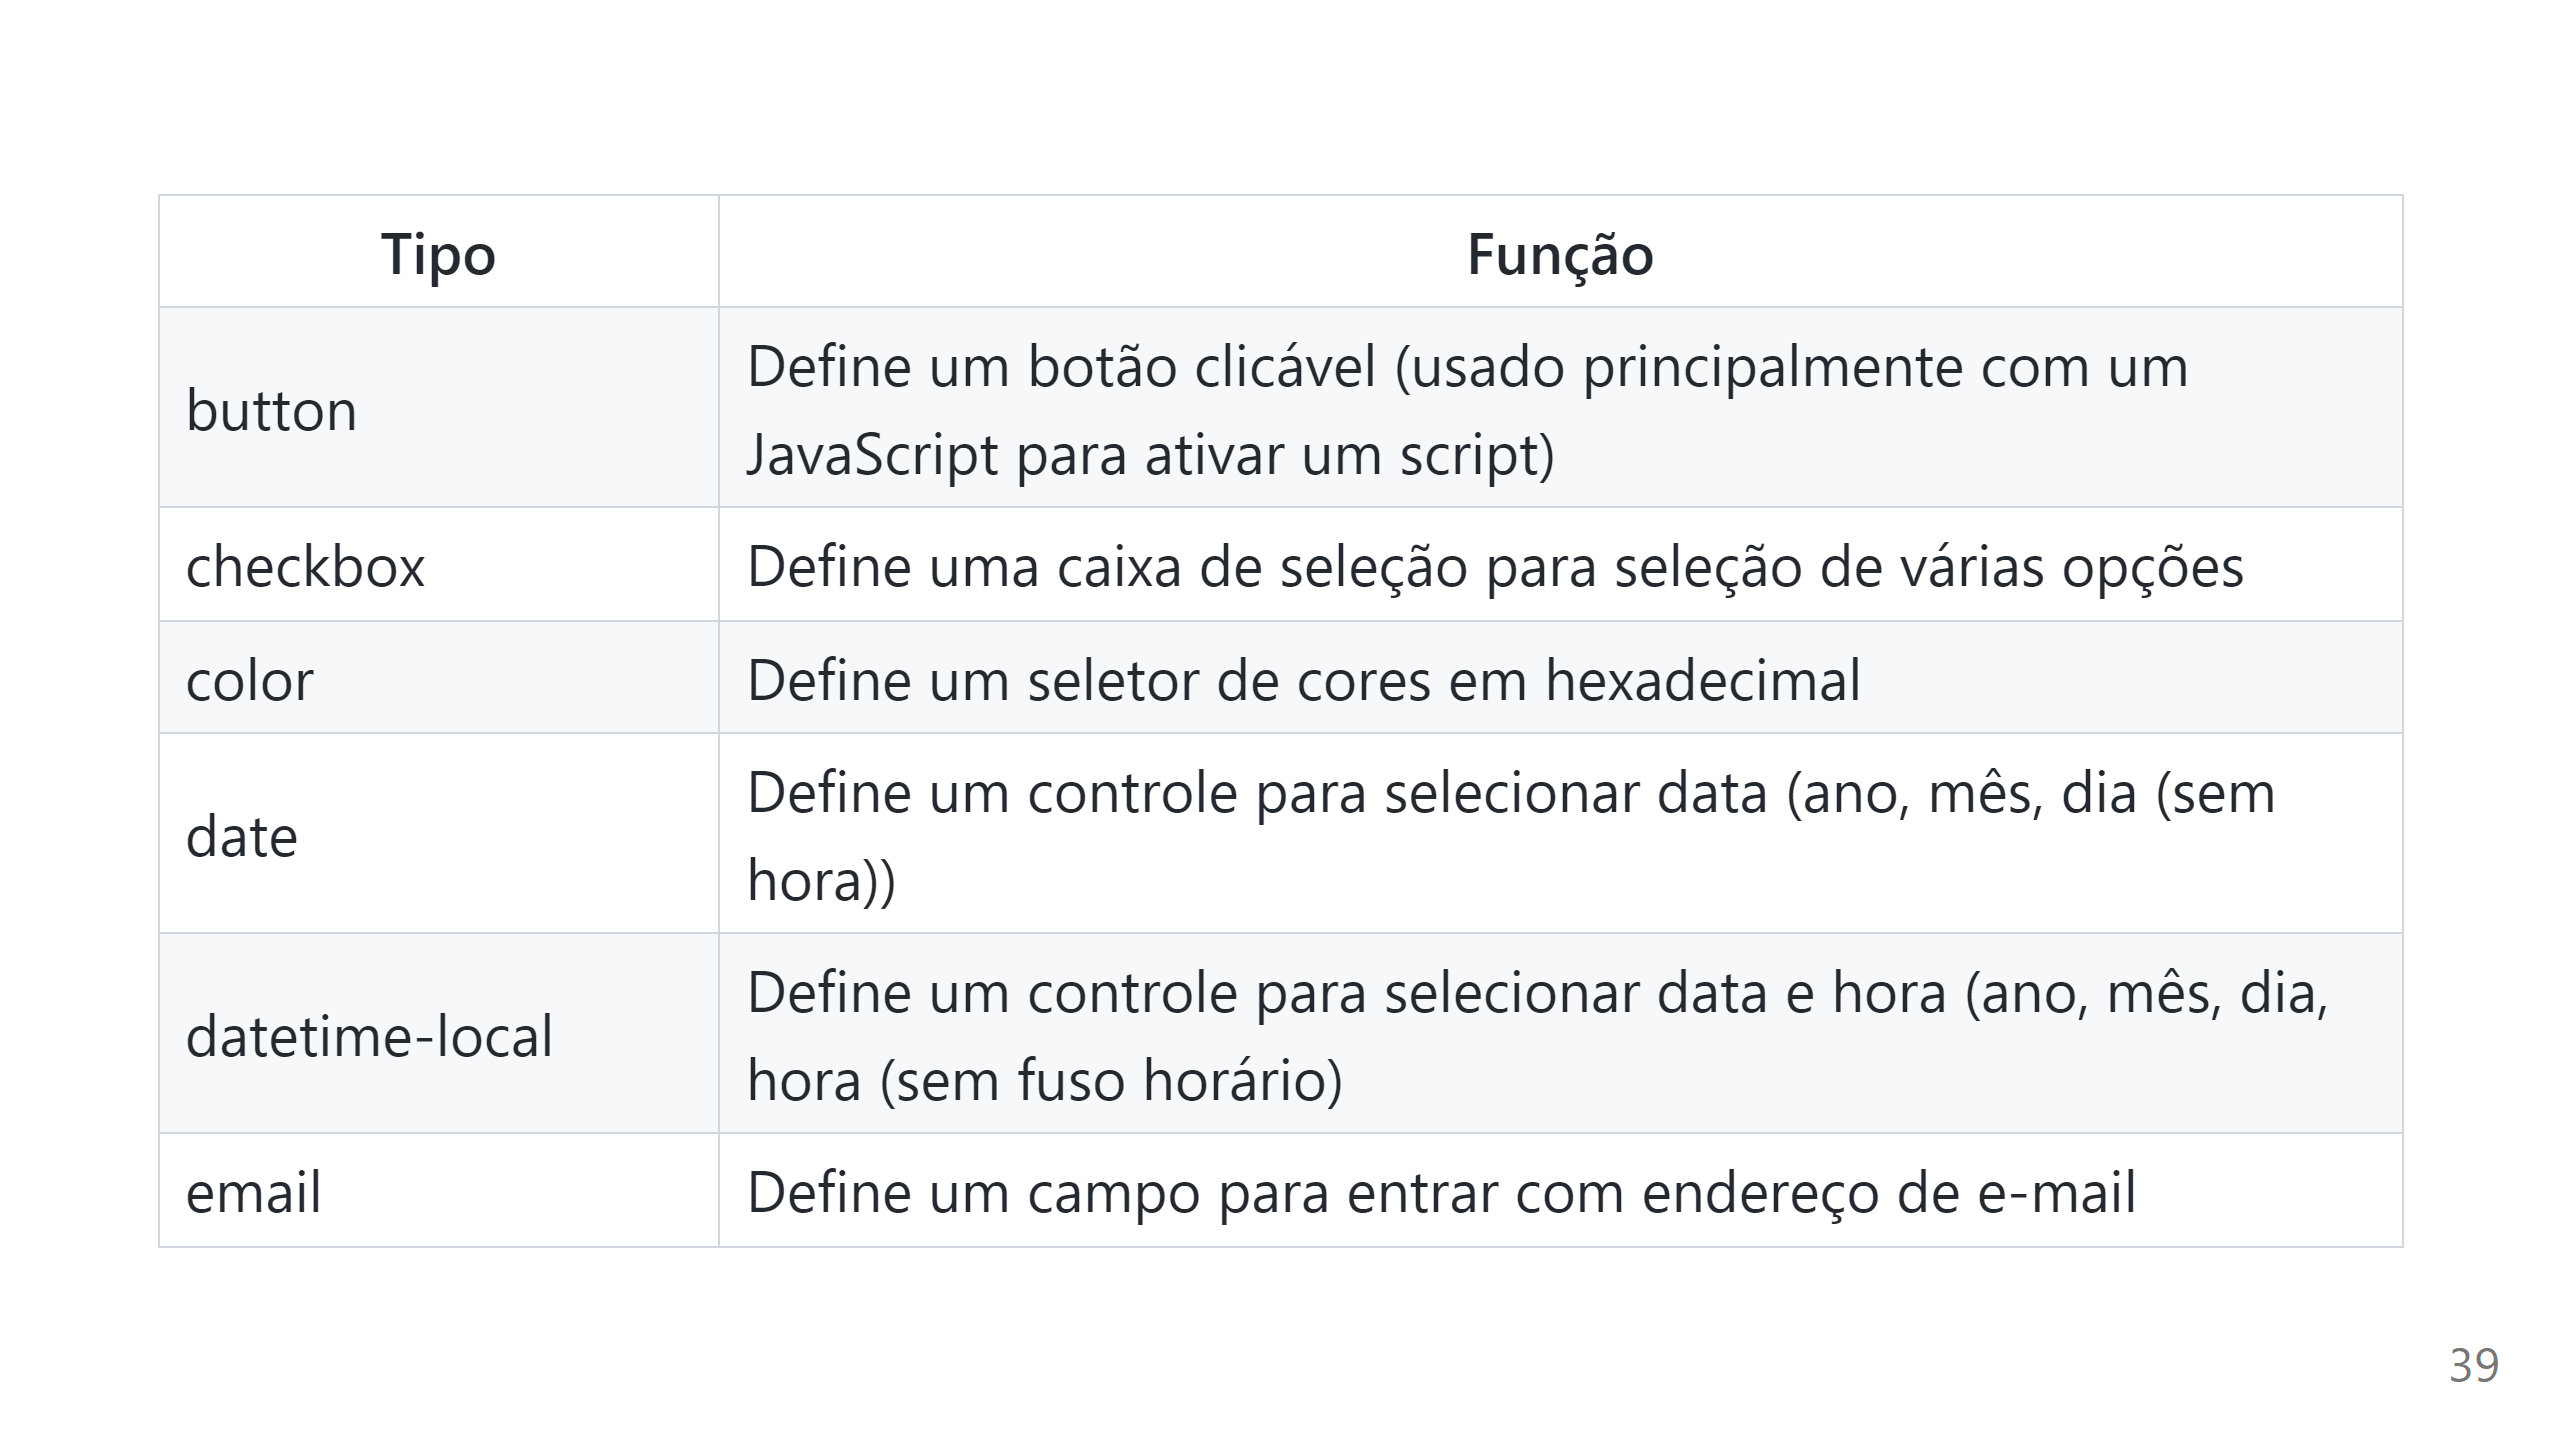 Tipo
Função
button
Define um botão clicável (usado principalmente com um
JavaScript para ativar um script)
checkbox
Define uma caixa de seleção para seleção de várias opções
color
Define um seletor de cores em hexadecimal
date
Define um controle para selecionar data (ano, mês, dia (sem
hora))
datetime-local
Define um controle para selecionar data e hora (ano, mês, dia,
hora (sem fuso horário)
email
Define um campo para entrar com endereço de e-mail
39